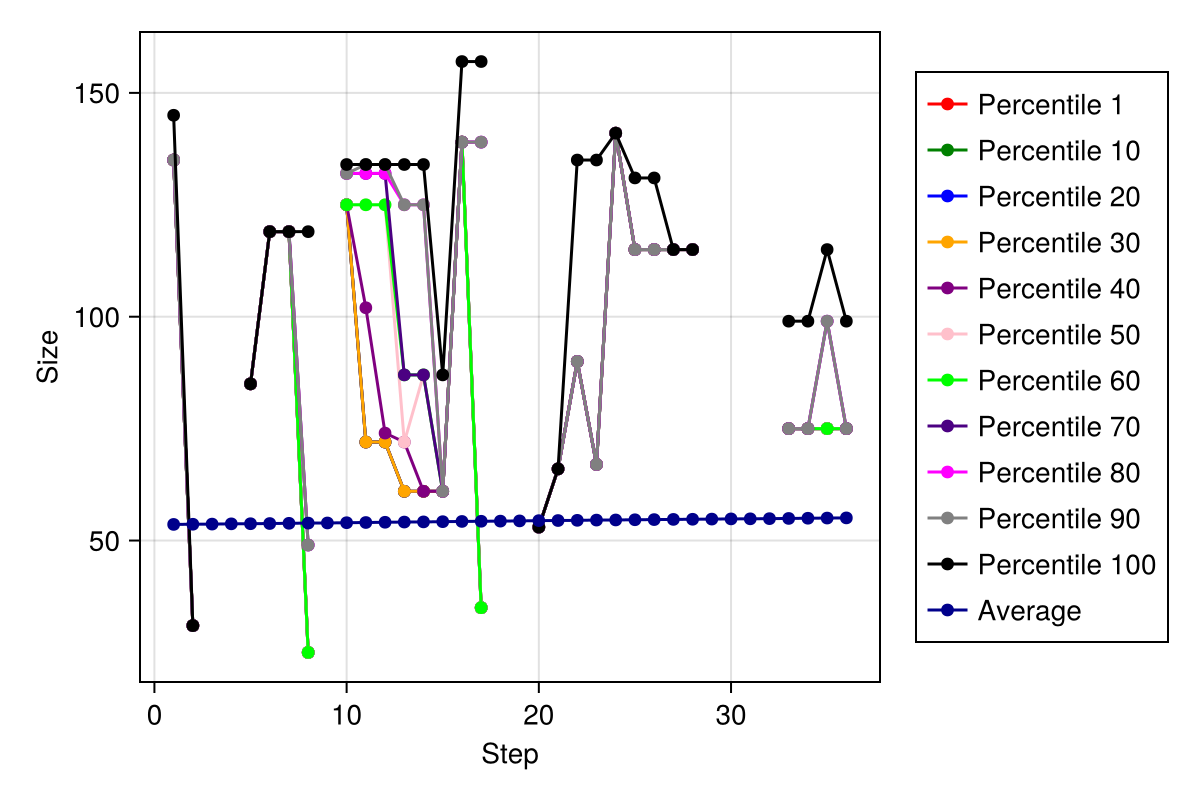 150
100
50
Size
0
10
20
30
Step
Percentile 1
Percentile 10
Percentile 20
Percentile 30
Percentile 40
Percentile 50
Percentile 60
Percentile 70
Percentile 80
Percentile 90
Percentile 100
Average